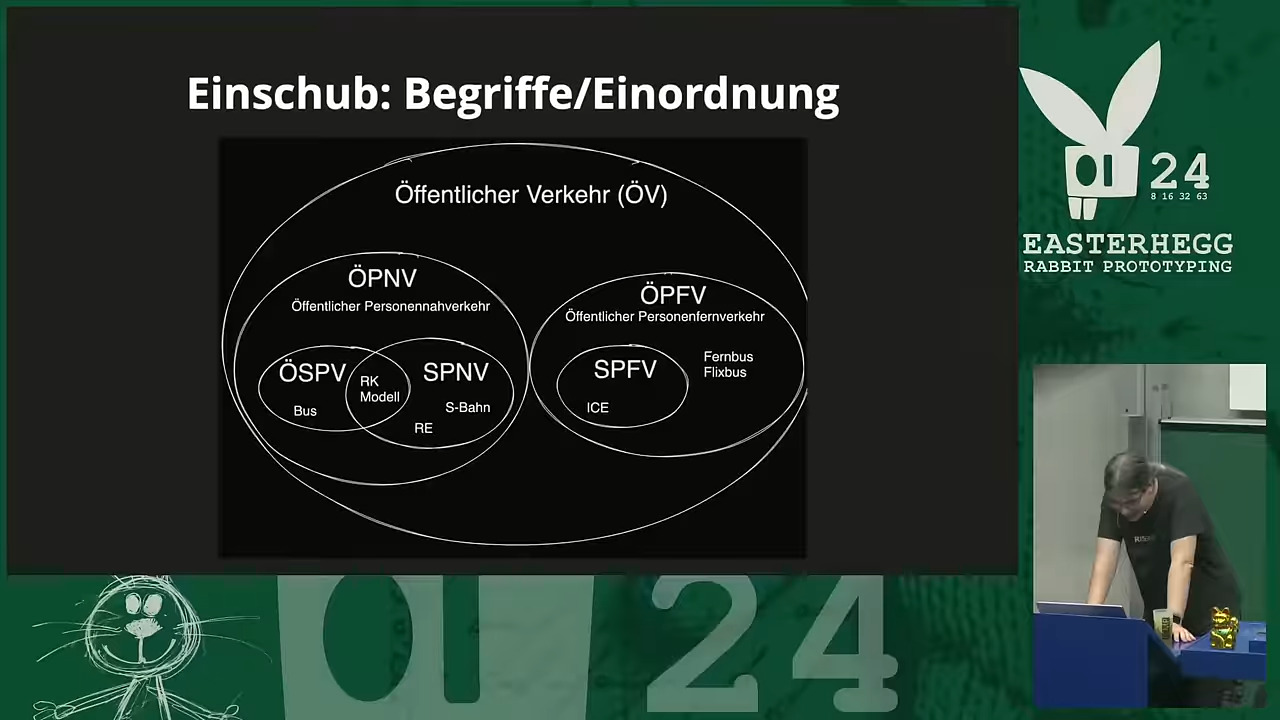 Einschub: Begriffe/Einordnung
Öffentlicher Verkehr (ÖV)
ÖPNV
Öffentlicher Personennahverkehr
ÖSPV
Bus
RK
Modell
SPNV
S-Bahn
RE
ÖPFV
Öffentlicher Personenfernverkehr
SPFV
ICE
Fernbus
Flixbus
24
8 16 32 63
EASTERHEGG
RABBIT PROTOTYPING
24